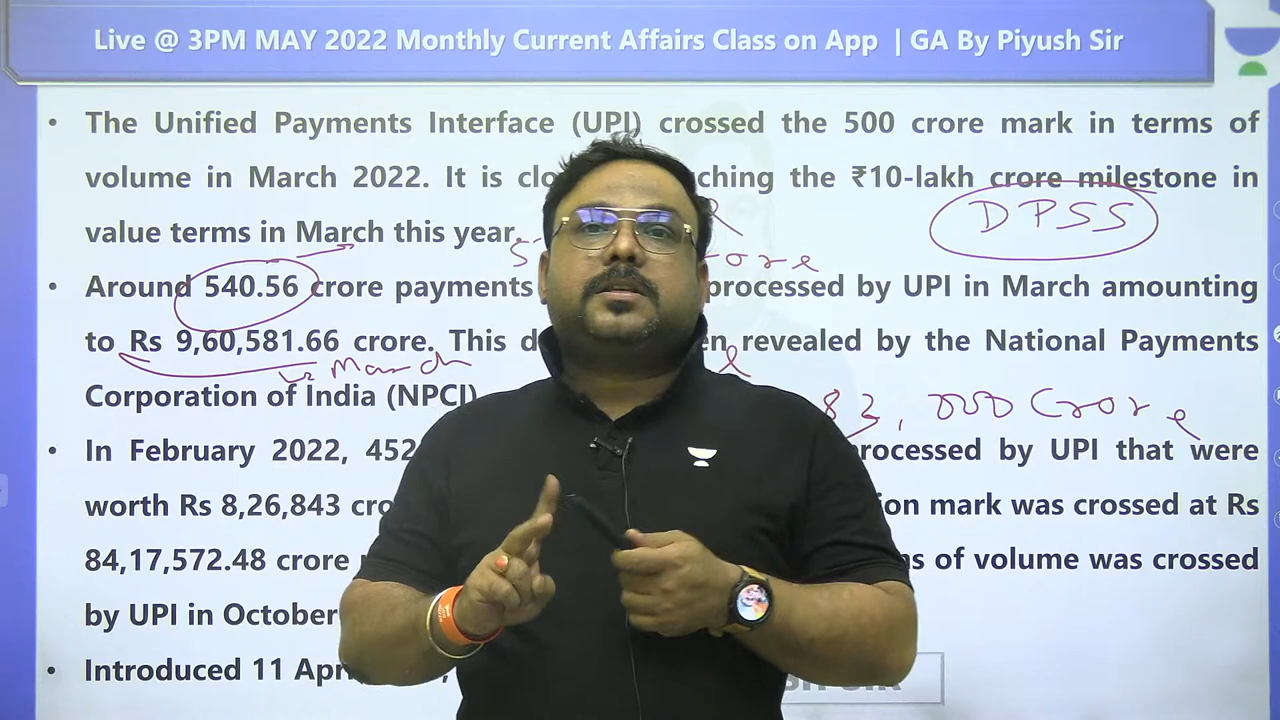 Live @ 3PM MAY 2022 Monthly Current Affairs Class on App | GA By Piyush Sir
• The Unified Payments Interface (UPI) crossed the 500 crore mark in terms of
volume in March 2022. It is ching the ₹10-lakh crore milestone in
DPSS
value terms in March this year.
crore
• Around 540.56 crore payments processed by UPI in March amounting
to Rs 9,60,581.66 crore. This revealed by the National Payments
March
Corporation of India (NPCI)
83,000 Crore
• In February 2022, 452 processed by UPI that were
worth Rs 8,26,843 cro ion mark was crossed at Rs
84,17,572.48 crore of volume was crossed
by UPI in October
• Introduced 11 Apri
SIR